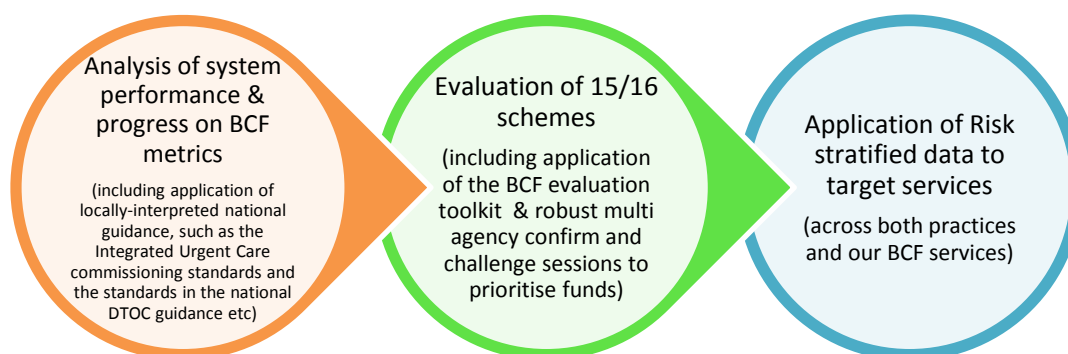 Analysis of system
performance &
progress on BCF
metrics
(including application of
locally-interpreted national
guidance, such as the
Integrated Urgent Care
commissioning standards and
the standards in the national
DTOC guidance etc)
Evaluation of 15/16
schemes
(including application
of the BCF evaluation
toolkit & robust multi
agency confirm and
challenge sessions to
prioritise funds)
Application of Risk
stratified data to
target services
(across both practices
and our BCF services)